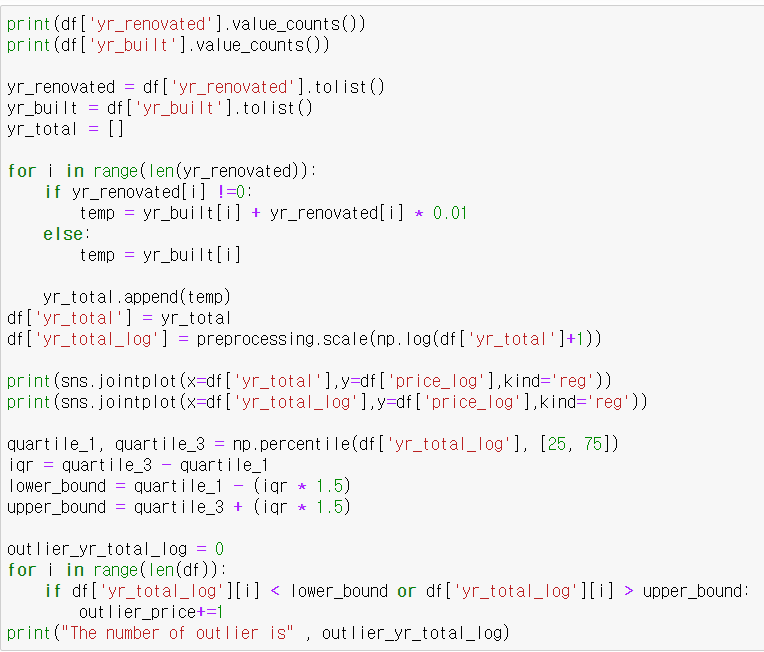 print(df['yr_renovated'].value_counts())
print(df['yr_built'].value_counts())

yr_renovated = df['yr_renovated'].tolist()
yr_built = df['yr_built'].tolist()
yr_total = []

for i in range(len(yr_renovated)):
    if yr_renovated[i] !=0:
        temp = yr_built[i] + yr_renovated[i] * 0.01
    else:
        temp = yr_built[i]

    yr_total.append(temp)
df['yr_total'] = yr_total
df['yr_total_log'] = preprocessing.scale(np.log(df['yr_total']+1))

print(sns.jointplot(x=df['yr_total'],y=df['price_log'],kind='reg'))
print(sns.jointplot(x=df['yr_total_log'],y=df['price_log'],kind='reg'))

quartile_1, quartile_3 = np.percentile(df['yr_total_log'], [25, 75])
iqr = quartile_3 - quartile_1
lower_bound = quartile_1 - (iqr * 1.5)
upper_bound = quartile_3 + (iqr * 1.5)

outlier_yr_total_log = 0
for i in range(len(df)):
    if df['yr_total_log'][i] < lower_bound or df['yr_total_log'][i] > upper_bound:
        outlier_price+=1
print("The number of outlier is" , outlier_yr_total_log)